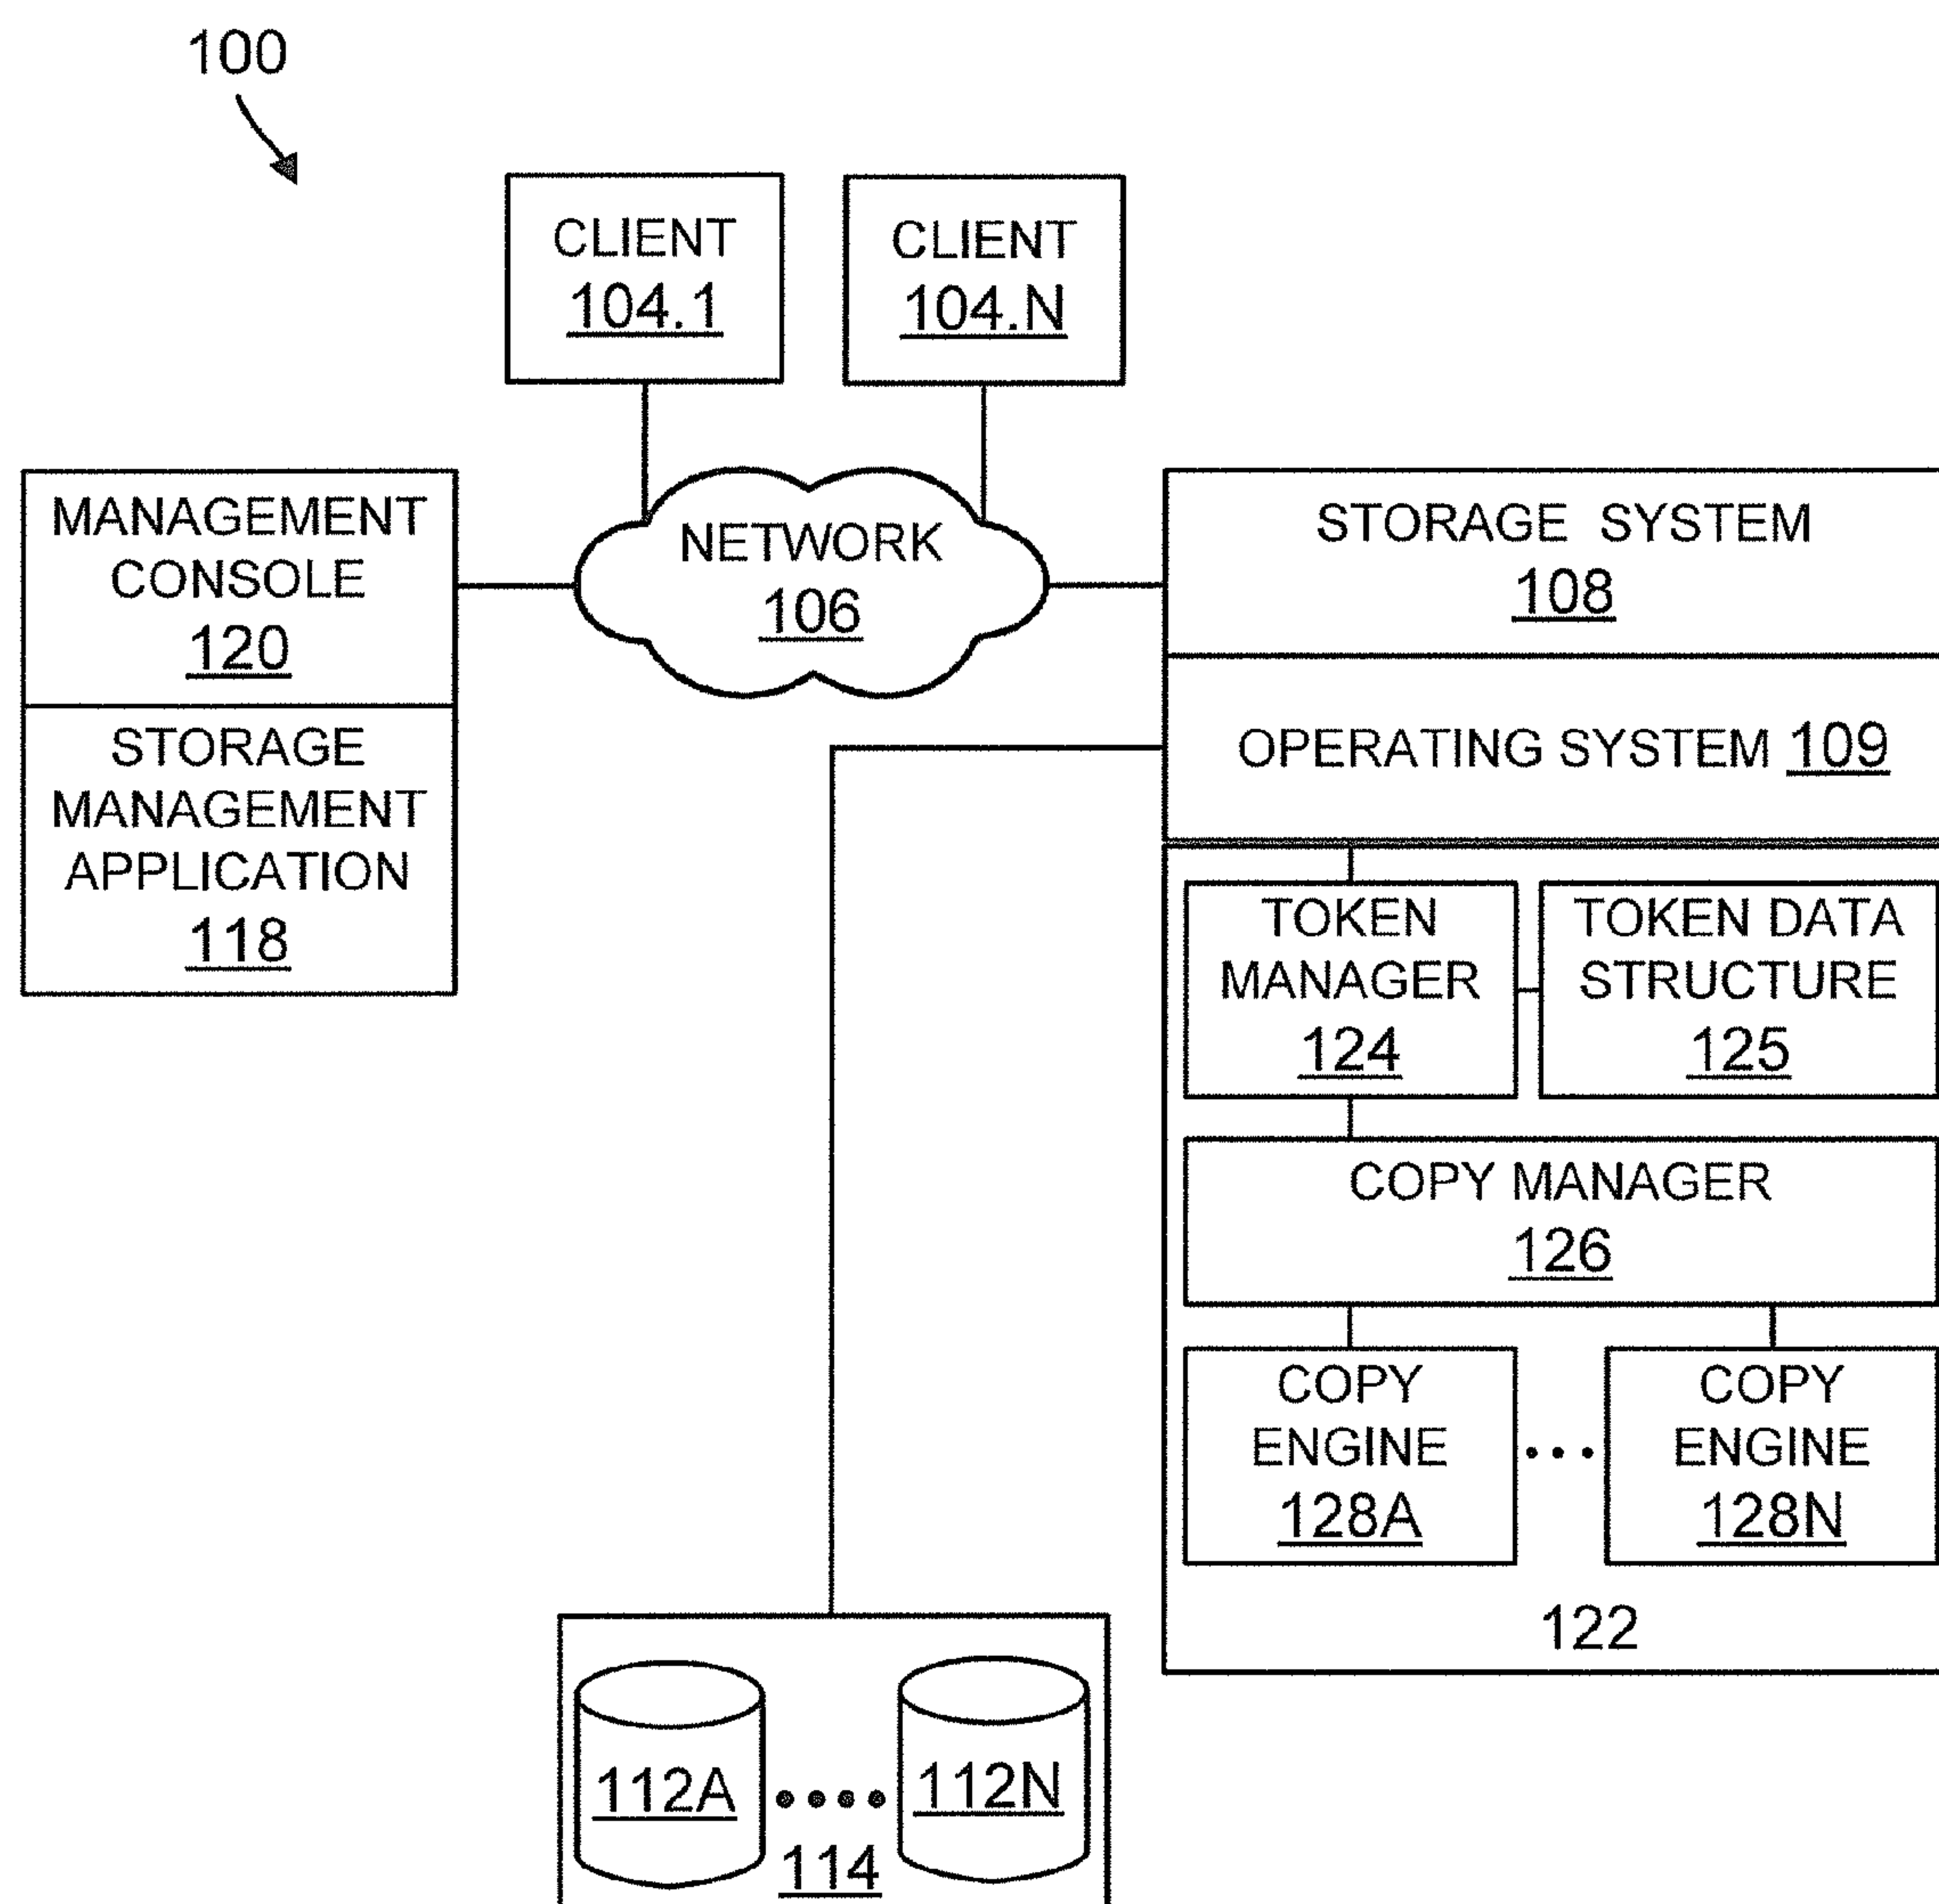 100
CLIENT
104.1
CLIENT
104.N
MANAGEMENT
CONSOLE
120
STORAGE
MANAGEMENT
APPLICATION
118
NETWORK
106
STORAGE SYSTEM
108
OPERATING SYSTEM 109
TOKEN
MANAGER
124
TOKEN DATA
STRUCTURE
125
COPY MANAGER
126
COPY
ENGINE
128A
...
COPY
ENGINE
128N
122
112A
....
112N
114